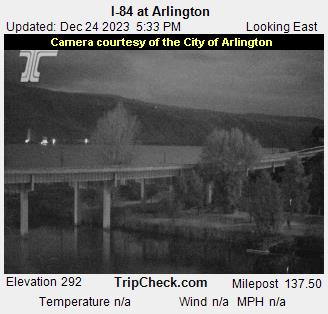 I-84 at Arlington
Updated: Dec 24 2023 5:33 PM Looking East
Camera courtesy of the City of Arlington
Elevation 292 TripCheck.com Milepost 137.50
Temperature n/a Wind n/a MPH n/a